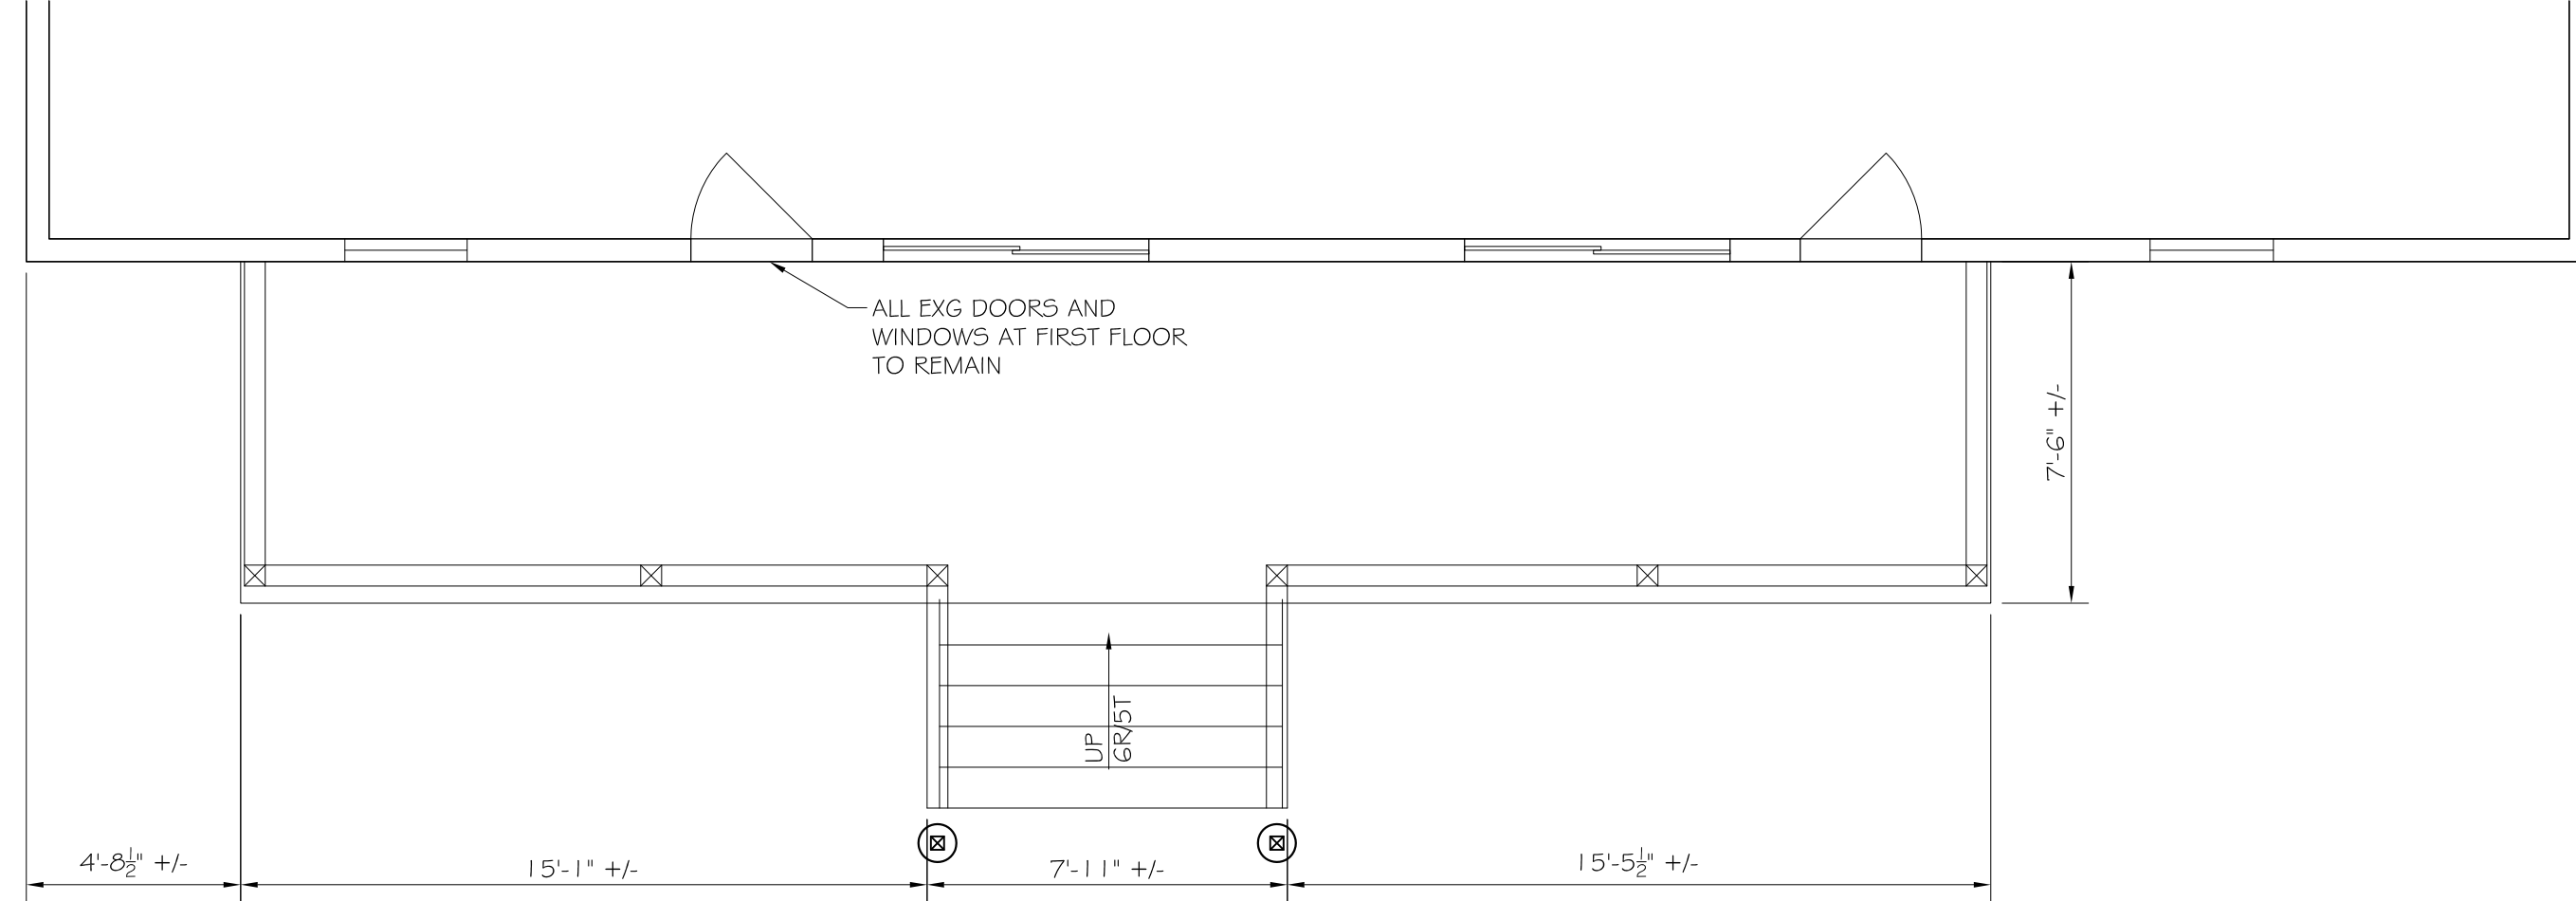 ALL EXG DOORS AND
WINDOWS AT FIRST FLOOR
TO REMAIN
7'-6" +/-
UP
6R/5T
4'-8½" +/-
15'-1" +/-
7'-11" +/-
15'-5½" +/-